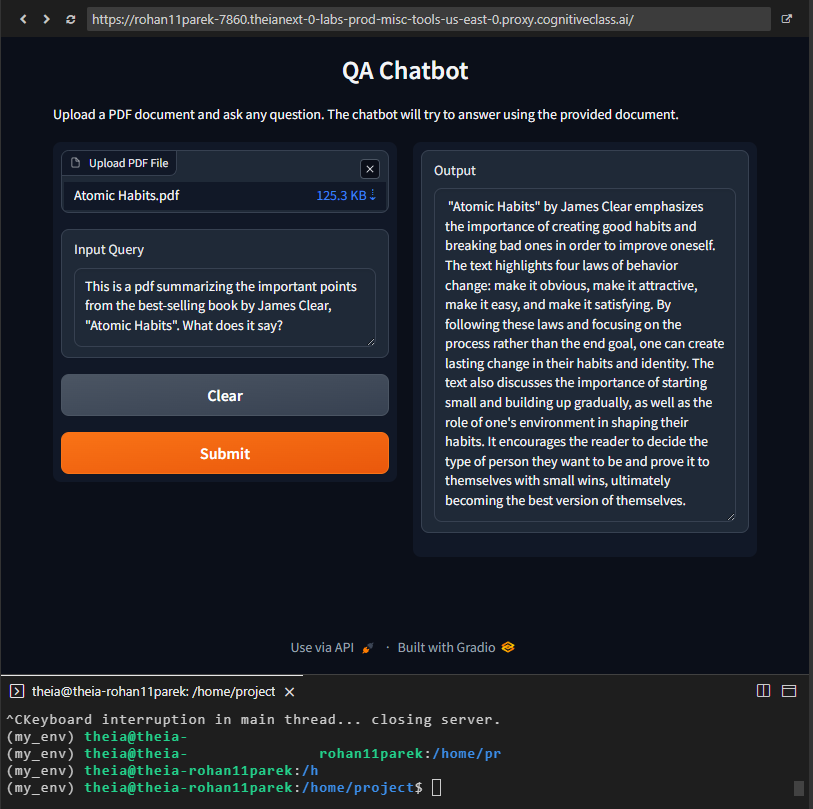 https://rohan11parek-7860.theianext-0-labs-prod-misc-tools-us-east-0.proxy.cognitiveclass.ai/
QA Chatbot
Upload a PDF document and ask any question. The chatbot will try to answer using the provided document.
Upload PDF File
Atomic Habits.pdf 125.3 KB ⇣
Input Query
This is a pdf summarizing the important points
from the best-selling book by James Clear,
"Atomic Habits". What does it say?
Clear
Submit
Output
"Atomic Habits" by James Clear emphasizes
the importance of creating good habits and
breaking bad ones in order to improve oneself.
The text highlights four laws of behavior
change: make it obvious, make it attractive,
make it easy, and make it satisfying. By
following these laws and focusing on the
process rather than the end goal, one can create
lasting change in their habits and identity. The
text also discusses the importance of starting
small and building up gradually, as well as the
role of one's environment in shaping their
habits. It encourages the reader to decide the
type of person they want to be and prove it to
themselves with small wins, ultimately
becoming the best version of themselves.
Use via API · Built with Gradio
theia@theia-rohan11parek: /home/project
^CKeyboard interruption in main thread... closing server.
(my_env) theia@theia-
(my_env) theia@theia- rohan11parek:/home/pr
(my_env) theia@theia-rohan11parek:/h
(my_env) theia@theia-rohan11parek:/home/project$